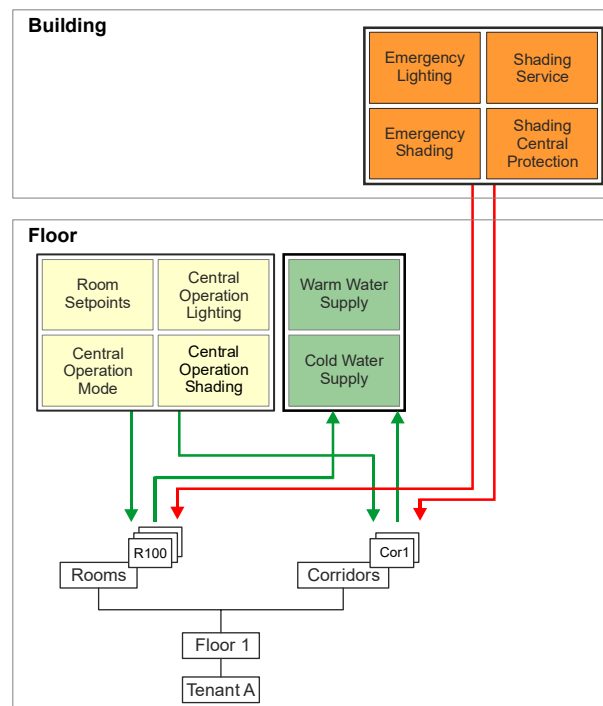 Building
Emergency
Lighting
Shading
Service
Emergency
Shading
Shading
Central
Protection
Floor
Room
Setpoints
Central
Operation
Lighting
Central
Operation
Mode
Central
Operation
Shading
Warm Water
Supply
Cold Water
Supply
R100
Rooms
Cor1
Corridors
Floor 1
Tenant A